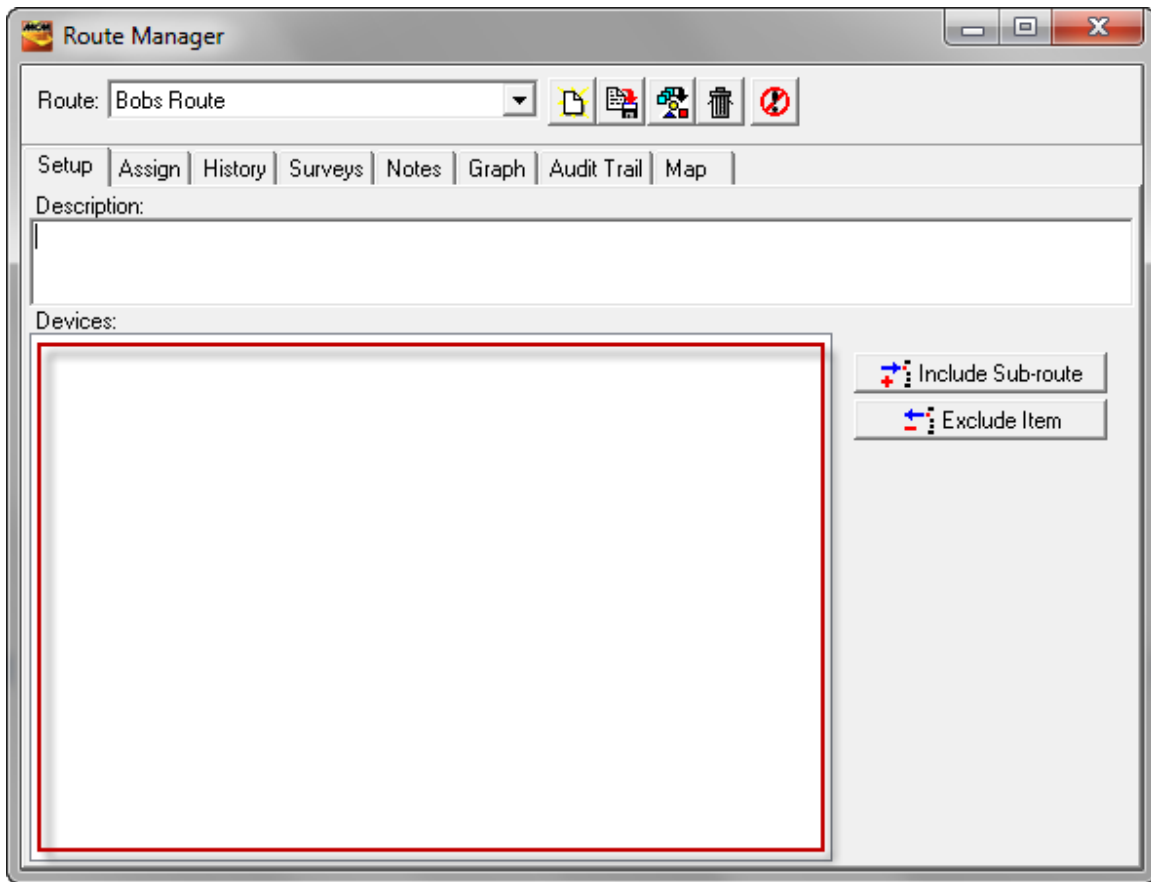 MCM Route Manager
Route: Bobs Route
Setup Assign History Surveys Notes Graph Audit Trail Map
Description:
Devices:
Include Sub-route
Exclude Item